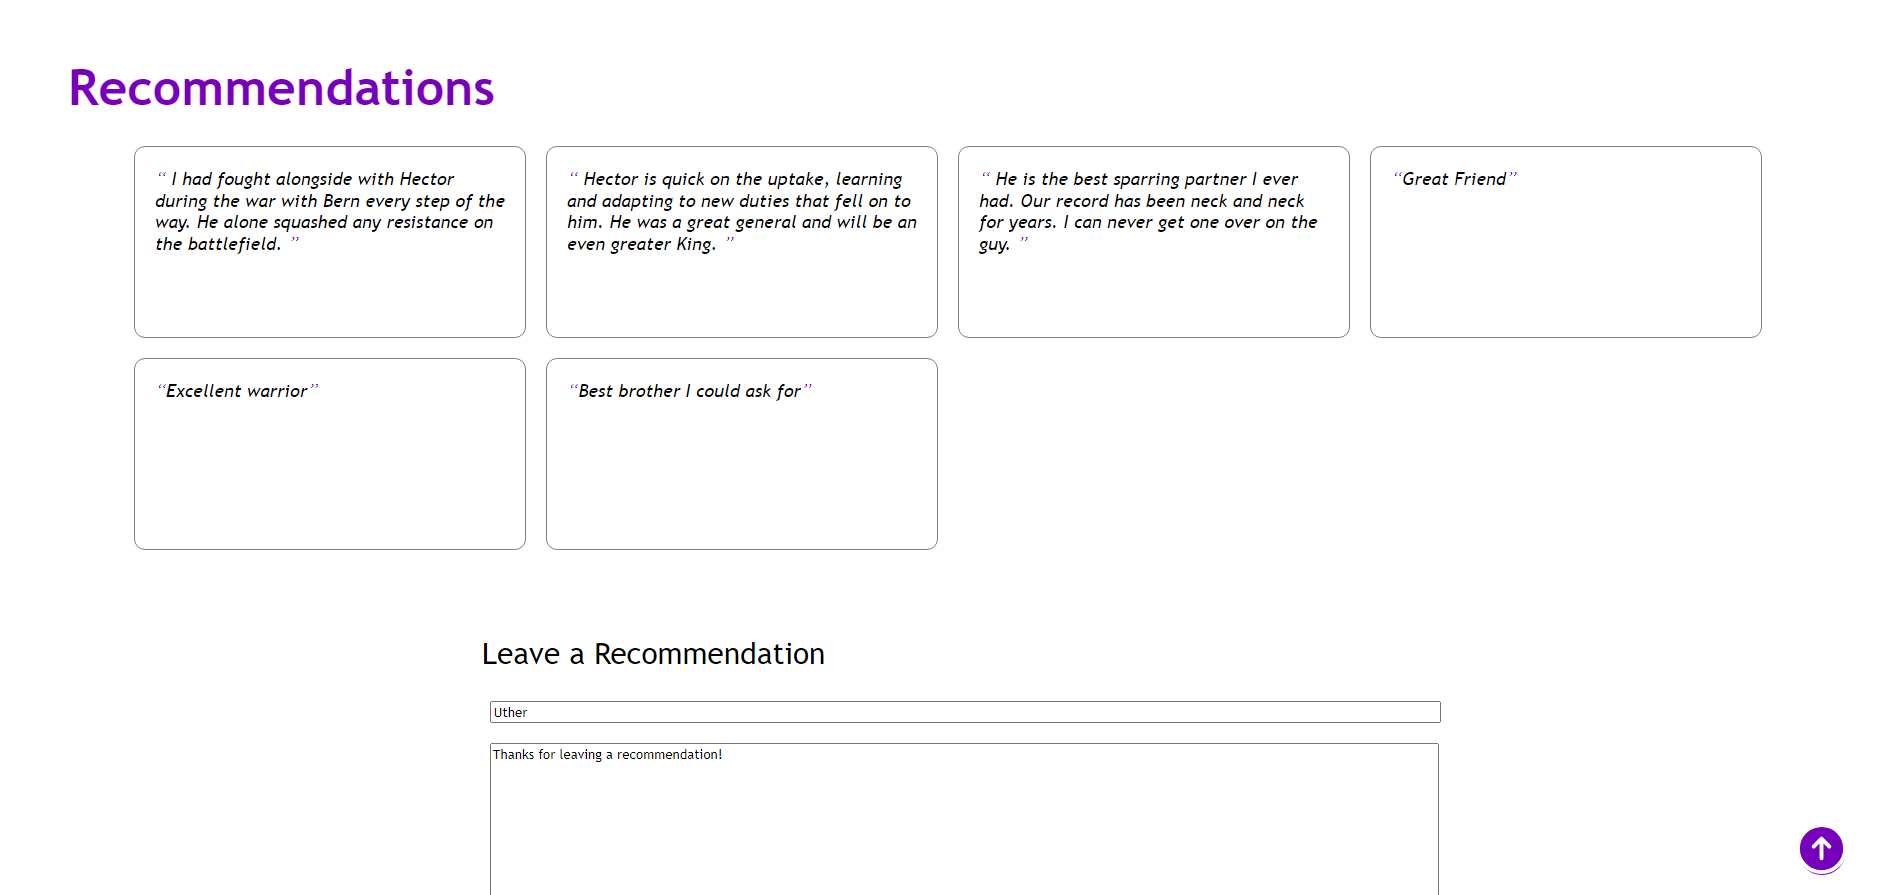 Recommendations
“ I had fought alongside with Hector
during the war with Bern every step of the
way. He alone squashed any resistance on
the battlefield. ”
“ Hector is quick on the uptake, learning
and adapting to new duties that fell on to
him. He was a great general and will be an
even greater King. ”
“ He is the best sparring partner I ever
had. Our record has been neck and neck
for years. I can never get one over on the
guy. ”
“Great Friend”
“Excellent warrior”
“Best brother I could ask for”
Leave a Recommendation
Uther
Thanks for leaving a recommendation!